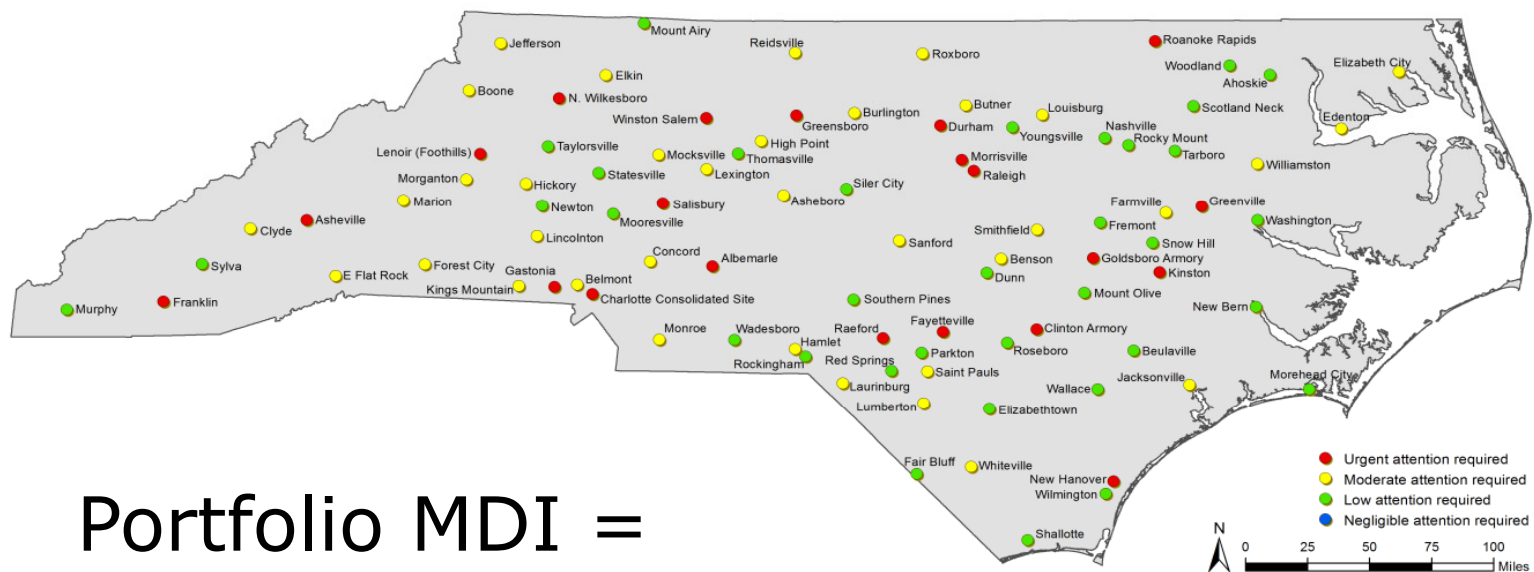 Mount Airy
Jefferson
Reidsville
Roxboro
Roanoke Rapids
Woodland
Ahoskie
Elizabeth City
Elkin
Boone
N. Wilkesboro
Winston Salem
Greensboro
Burlington
Butner
Louisburg
Scotland Neck
Edenton
Durham
Youngsville
Nashville
Rocky Mount
Tarboro
High Point
Thomasville
Taylorsville
Lenoir (Foothills)
Mocksville
Lexington
Morrisville
Raleigh
Williamston
Morganton
Hickory
Statesville
Siler City
Asheboro
Marion
Newton
Salisbury
Mooresville
Farmville
Greenville
Asheville
Clyde
Fremont
Washington
Lincolnton
Sanford
Smithfield
Snow Hill
Concord
Albemarle
Benson
Goldsboro Armory
Kinston
Sylva
E Flat Rock
Forest City
Gastonia
Belmont
Dunn
Kings Mountain
Charlotte Consolidated Site
Mount Olive
Murphy
Franklin
Southern Pines
New Bern
Monroe
Wadesboro
Raeford
Fayetteville
Clinton Armory
Hamlet
Rockingham
Red Springs
Parkton
Roseboro
Beulaville
Saint Pauls
Laurinburg
Wallace
Jacksonville
Morehead City
Lumberton
Elizabethtown
Fair Bluff
Whiteville
New Hanover
Wilmington
Shallotte
Urgent attention required
Moderate attention required
Low attention required
Negligible attention required
Portfolio MDI =
N
0 25 50 75 100
Miles